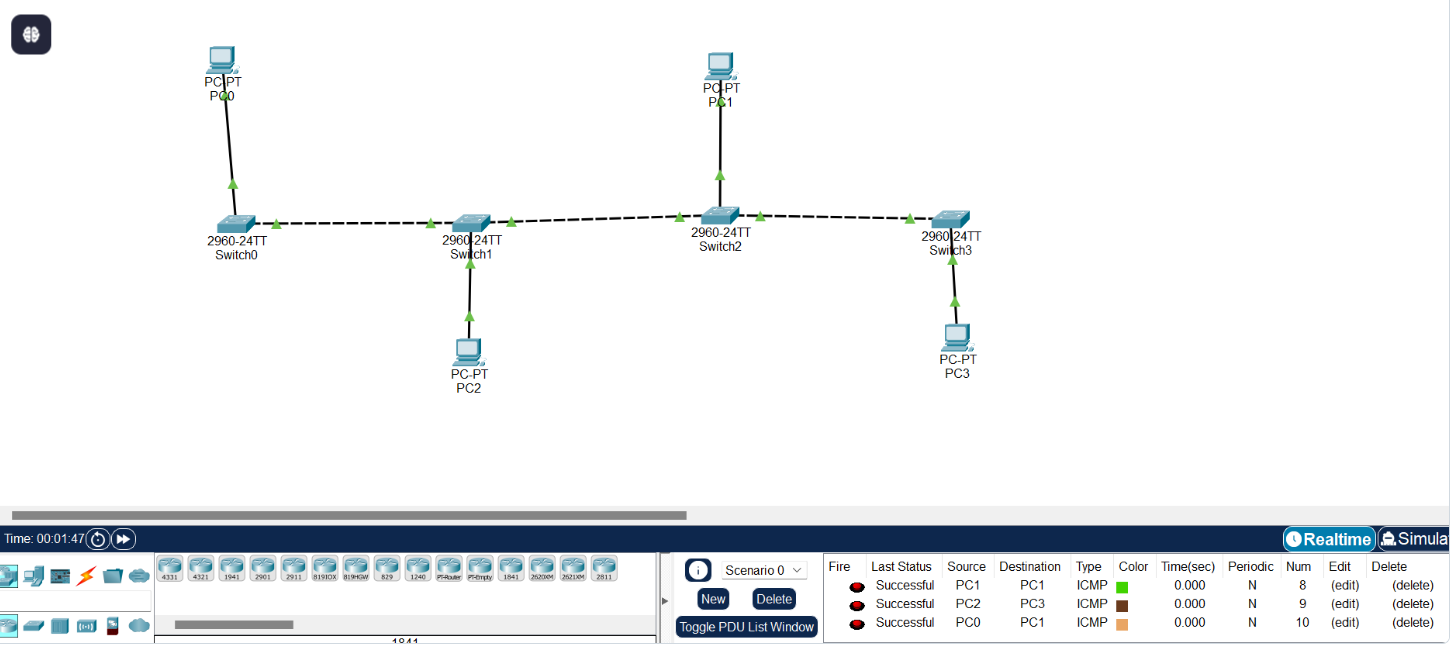 PC-PT
PC0
PC-PT
PC1
2960-24TT
Switch0
2960-24TT
Switch1
2960-24TT
Switch2
2960-24TT
Switch3
PC-PT
PC2
PC-PT
PC3
Time: 00:01:47
Realtime
Simula
4331 4321 1941 2901 2911 819IOX 819HGW 829 1240 PT-Router PT-Empty 1841 2620XM 2621XM 2811
1841
Scenario 0
New Delete
Toggle PDU List Window
Fire Last Status Source Destination Type Color Time(sec) Periodic Num Edit Delete
Successful PC1 PC1 ICMP 0.000 N 8 (edit) (delete)
Successful PC2 PC3 ICMP 0.000 N 9 (edit) (delete)
Successful PC0 PC1 ICMP 0.000 N 10 (edit) (delete)